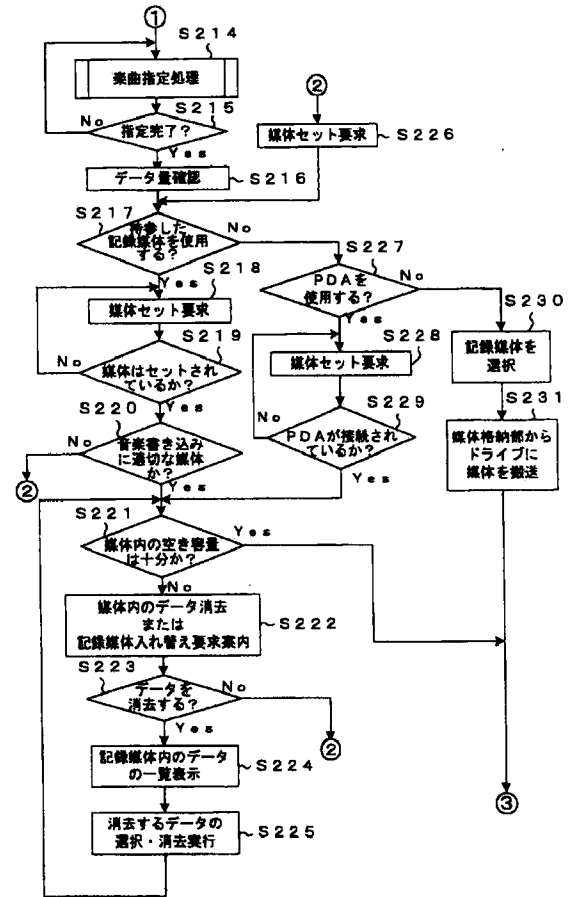 ①
S214
楽曲指定処理
S215
No
指定完了?
Yes
データ量確認
S216
②
媒体セット要求
S226
S217
持参した
記録媒体を使用
する?
No
Yes
S218
媒体セット要求
S219
No
媒体はセットされ
ているか?
Yes
S220
音楽書き込み
に適切な媒体
か?
②
Yes
S227
PDAを
使用する?
No
Yes
S228
媒体セット要求
S229
No
PDAが接続され
ているか?
Yes
S230
記録媒体を
選択
S231
媒体格納部から
ドライブに
媒体を搬送
S221
媒体内の空き容量
は十分か?
Yes
No
媒体内のデータ消去
または
記録媒体入れ替え要求案内
S222
S223
データを
消去する?
No
Yes
②
記録媒体内のデータ
の一覧表示
S224
消去するデータの
選択・消去実行
S225
③